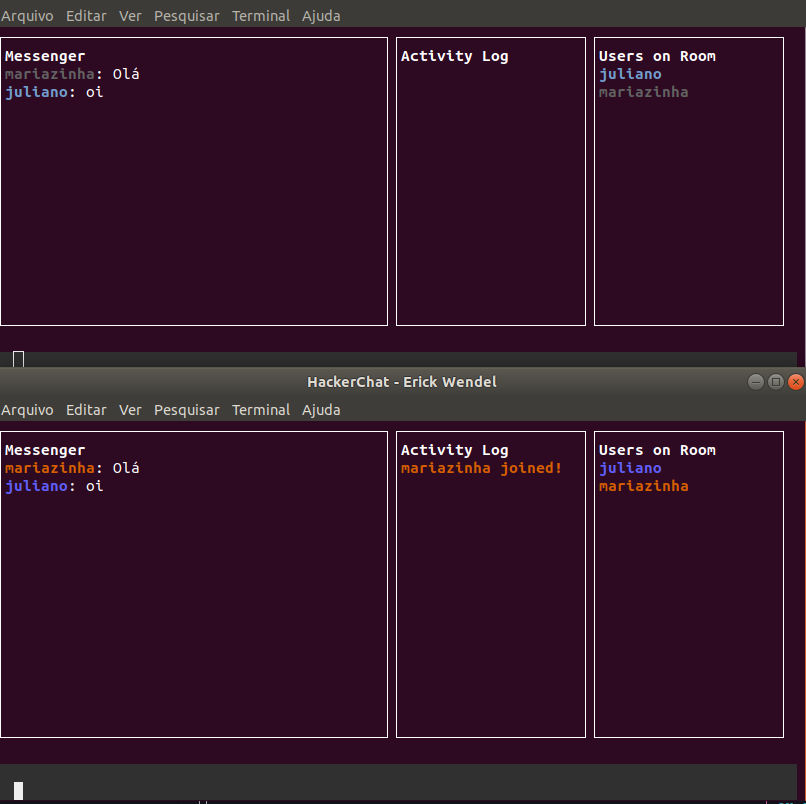 Arquivo Editar Ver Pesquisar Terminal Ajuda
Messenger
mariazinha: Olá
juliano: oi
Activity Log
Users on Room
juliano
mariazinha
HackerChat - Erick Wendel
Arquivo Editar Ver Pesquisar Terminal Ajuda
Messenger
mariazinha: Olá
juliano: oi
Activity Log
mariazinha joined!
Users on Room
juliano
mariazinha